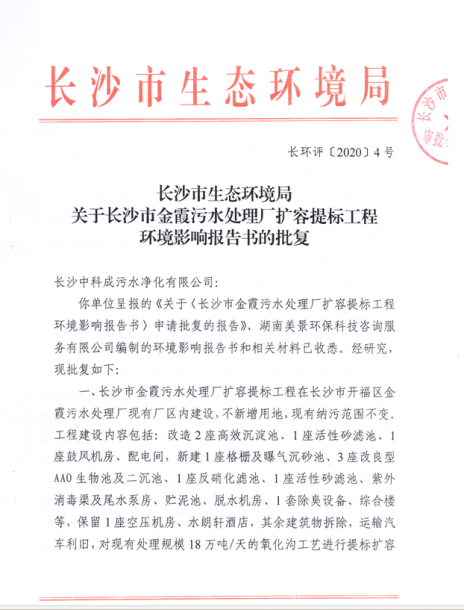 长沙市生态环境局
长沙市
审批
长环评〔2020〕4号
长沙市生态环境局
关于长沙市金霞污水处理厂扩容提标工程
环境影响报告书的批复
长沙中科成污水净化有限公司：
你单位呈报的《关于〈长沙市金霞污水处理厂扩容提标工程
环境影响报告书〉申请批复的报告》、湖南美景环保科技咨询服
务有限公司编制的环境影响报告书和相关材料已收悉。经研究，
现批复如下：
一、长沙市金霞污水处理厂扩容提标工程在长沙市开福区金
霞污水处理厂现有厂区内建设，不新增用地，现有纳污范围不变。
工程建设内容包括：改造2座高效沉淀池、1座活性砂滤池、1
座鼓风机房、配电间，新建1座格栅及曝气沉砂池、3座改良型
AAO生物池及二沉池、1座反硝化滤池、1座活性砂滤池、紫外
消毒渠及尾水泵房、贮泥池、脱水机房、1套除臭设备、综合楼
等，保留1座空压机房、水朗轩酒店，其余建筑物拆除，运输汽
车利旧，对现有处理规模18万吨/天的氧化沟工艺进行提标扩容